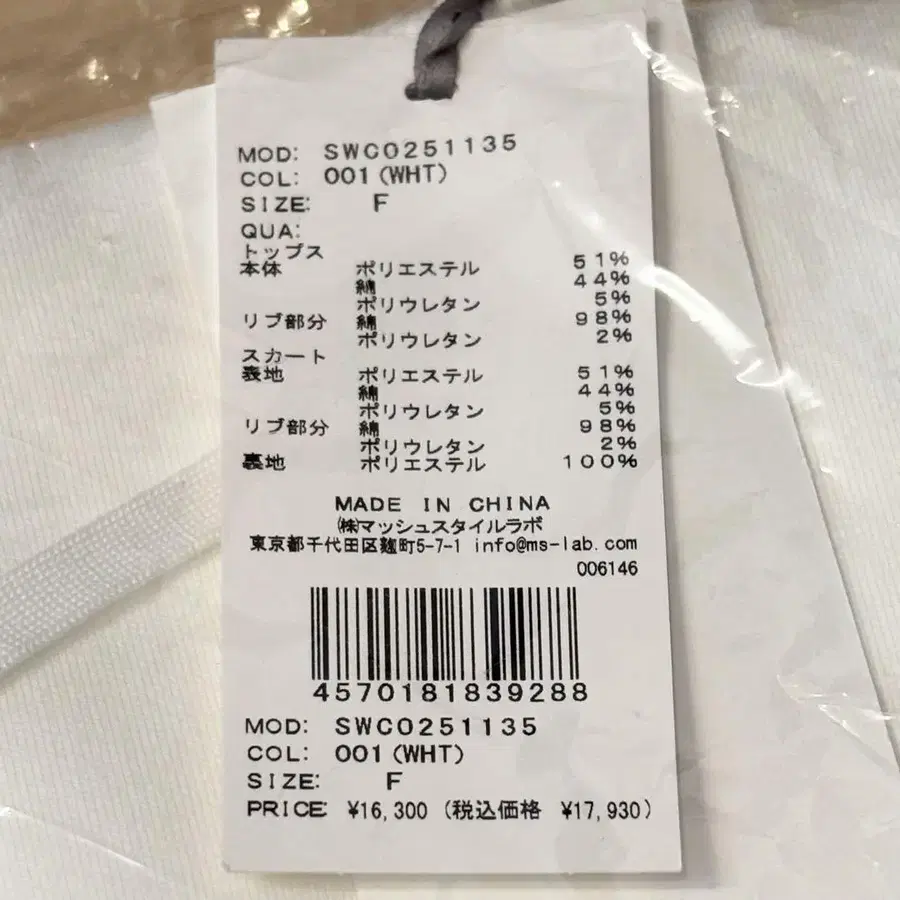 MOD: SWC0251135
COL: 001(WHT)
SIZE: F
QUA:
トップス
本体 ポリエステル 51%
綿 44%
ポリウレタン 5%
リブ部分 綿 98%
ポリウレタン 2%
スカート
表地 ポリエステル 51%
綿 44%
ポリウレタン 5%
リブ部分 綿 98%
ポリウレタン 2%
裏地 ポリエステル 100%
MADE IN CHINA
㈱マッシュスタイルラボ
東京都千代田区麹町5-7-1 info@ms-lab.com
006146
4570181839288
MOD: SWC0251135
COL: 001(WHT)
SIZE: F
PRICE: ¥16,300 (税込価格 ¥17,930)